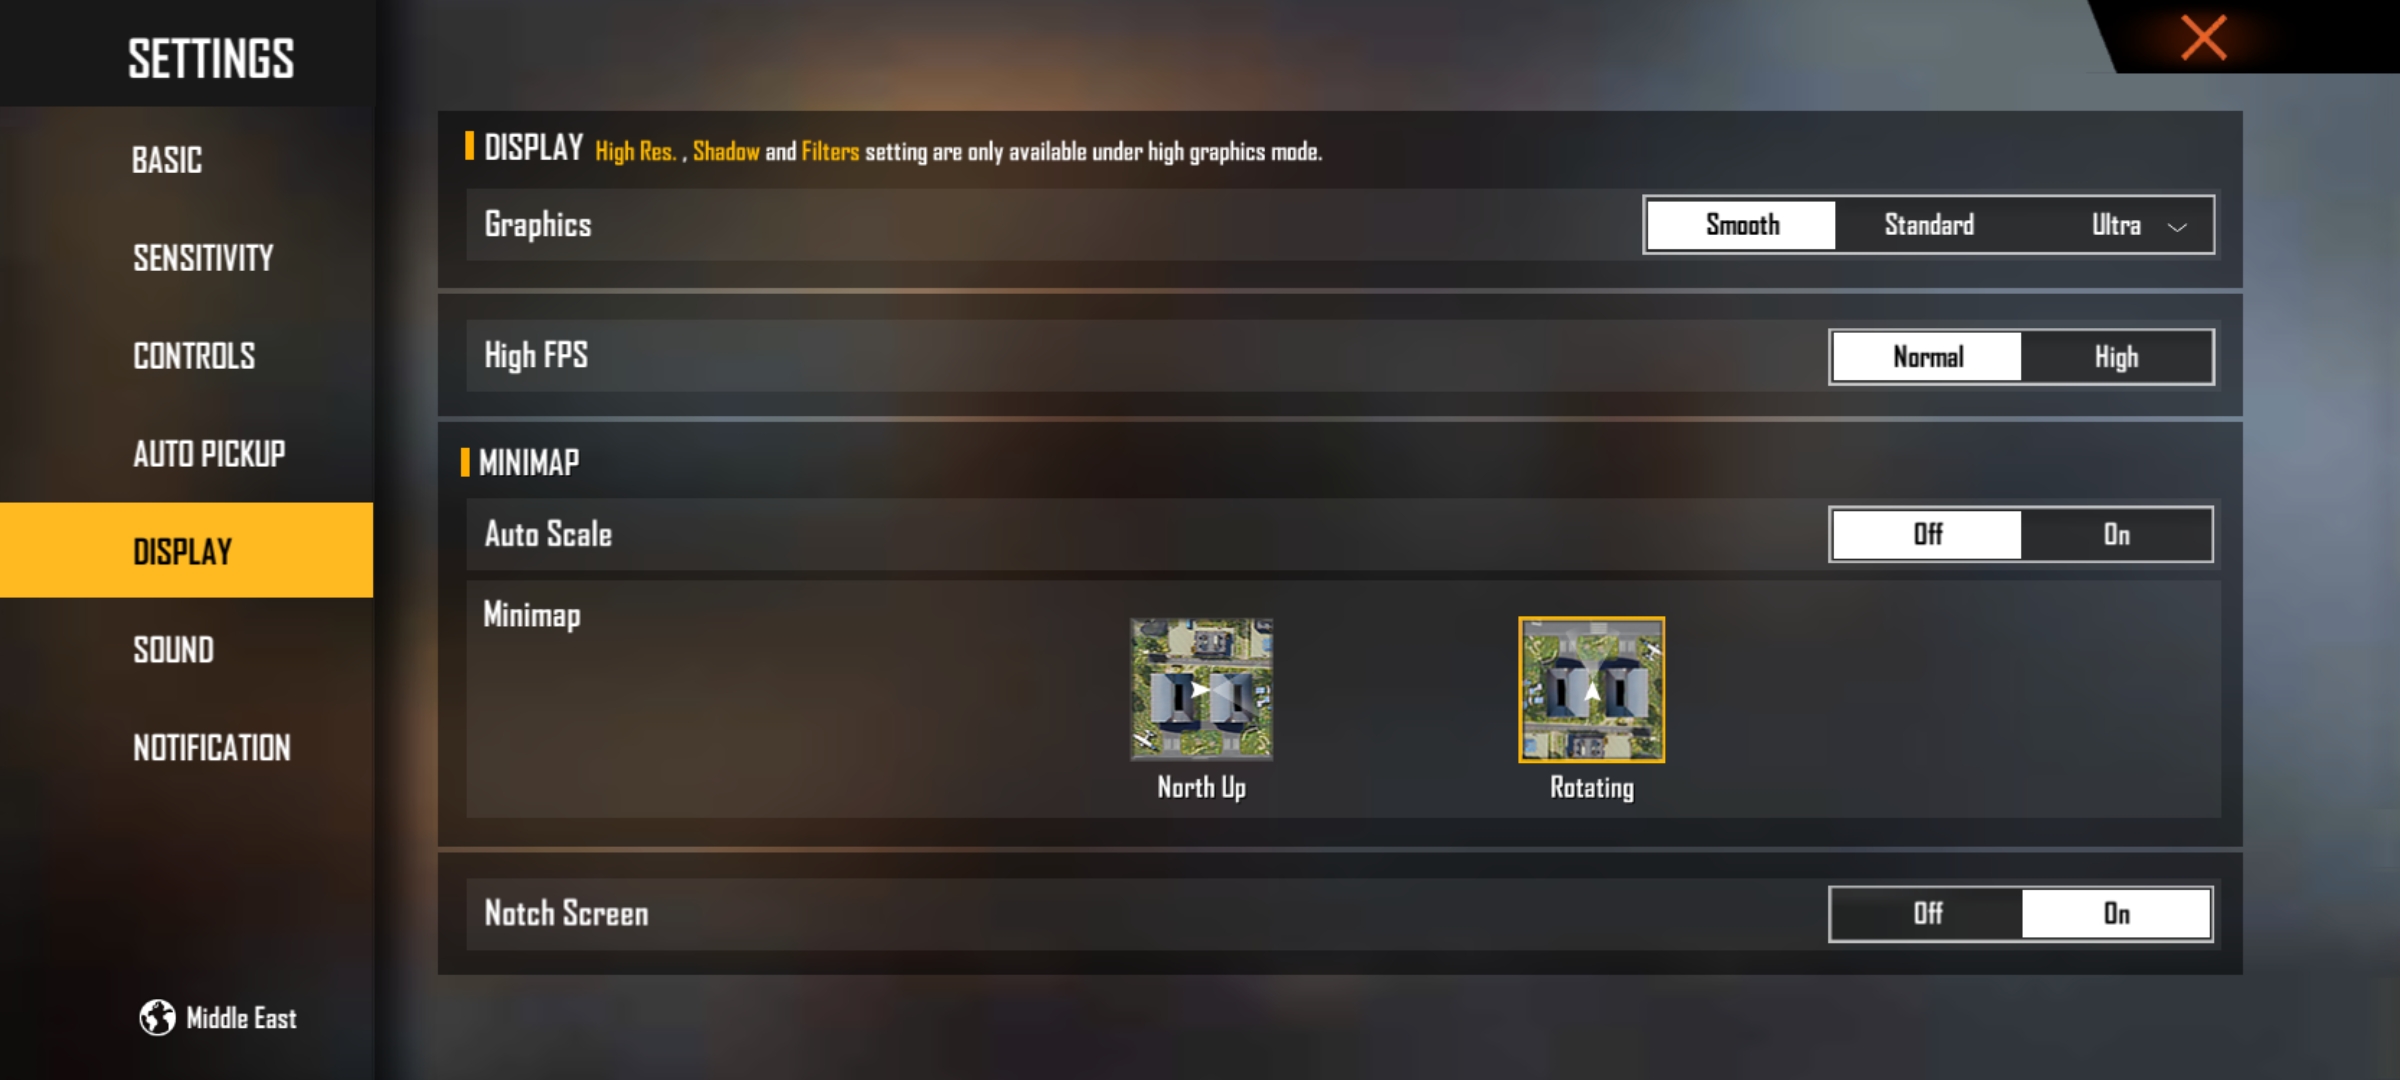 SETTINGS
BASIC
SENSITIVITY
CONTROLS
AUTO PICKUP
DISPLAY
SOUND
NOTIFICATION
Middle East
DISPLAY High Res. , Shadow and Filters setting are only available under high graphics mode.
Graphics Smooth Standard Ultra
High FPS Normal High
MINIMAP
Auto Scale Off On
Minimap
North Up Rotating
Notch Screen Off On